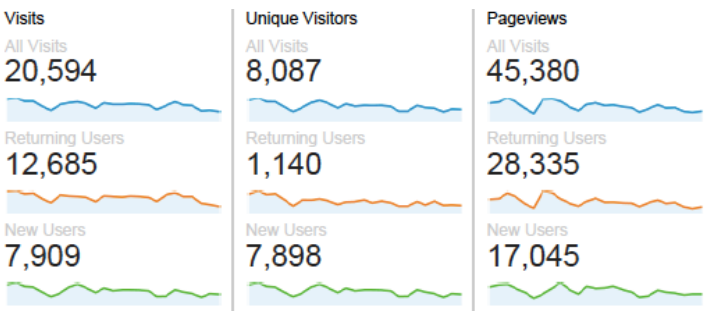 Visits
All Visits
20,594
Returning Users
12,685
New Users
7,909
Unique Visitors
All Visits
8,087
Returning Users
1,140
New Users
7,898
Pageviews
All Visits
45,380
Returning Users
28,335
New Users
17,045